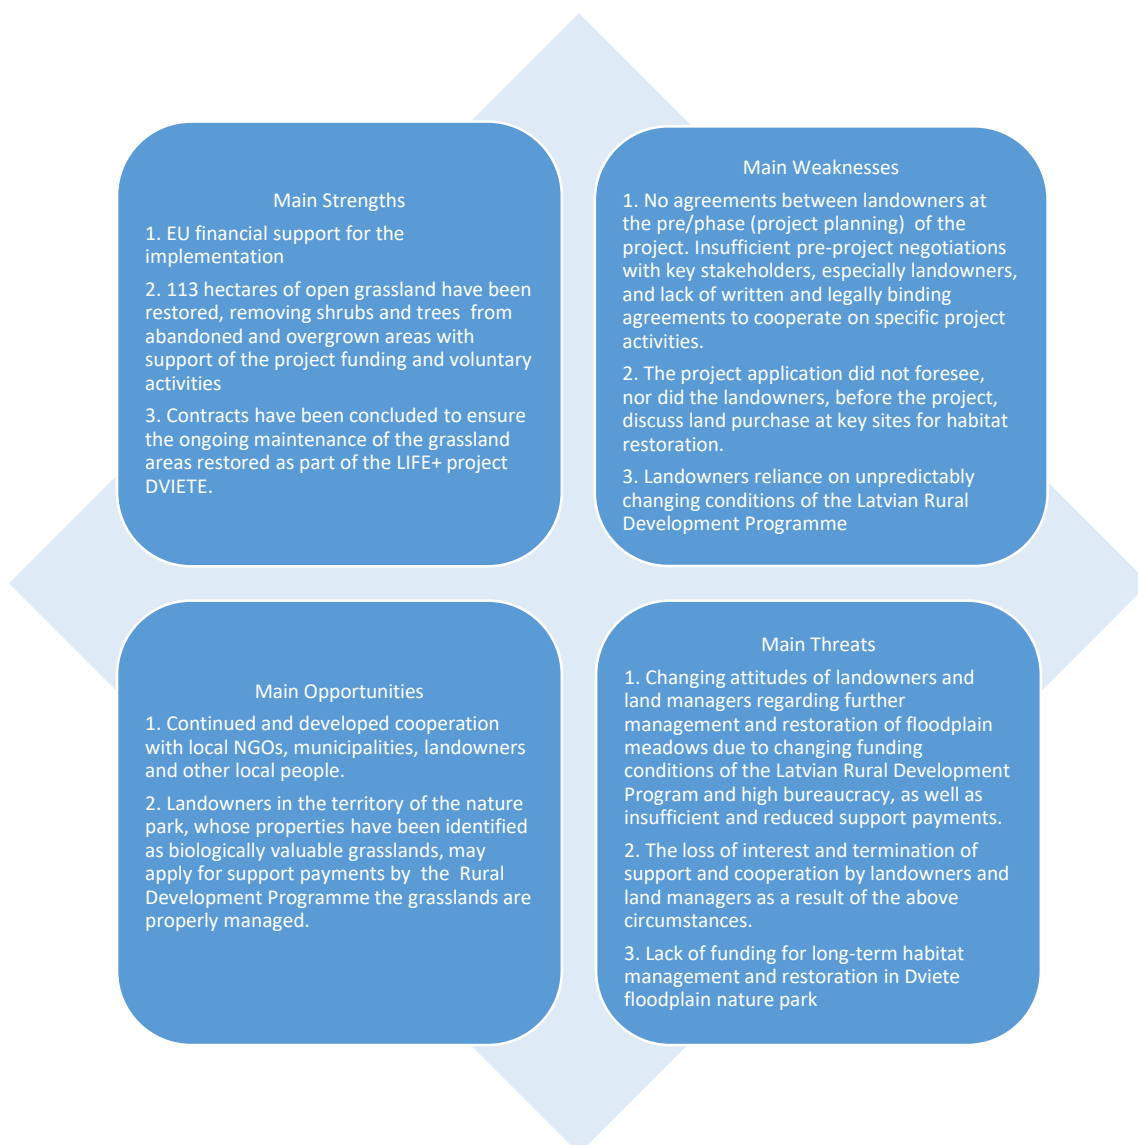 Main Strengths
1. EU financial support for the
implementation
2. 113 hectares of open grassland have been
restored, removing shrubs and trees from
abandoned and overgrown areas with
support of the project funding and voluntary
activities
3. Contracts have been concluded to ensure
the ongoing maintenance of the grassland
areas restored as part of the LIFE+ project
DVIETE.
Main Weaknesses
1. No agreements between landowners at
the pre/phase (project planning) of the
project. Insufficient pre-project negotiations
with key stakeholders, especially landowners,
and lack of written and legally binding
agreements to cooperate on specific project
activities.
2. The project application did not foresee,
nor did the landowners, before the project,
discuss land purchase at key sites for habitat
restoration.
3. Landowners reliance on unpredictably
changing conditions of the Latvian Rural
Development Programme
Main Opportunities
1. Continued and developed cooperation
with local NGOs, municipalities, landowners
and other local people.
2. Landowners in the territory of the nature
park, whose properties have been identified
as biologically valuable grasslands, may
apply for support payments by the Rural
Development Programme the grasslands are
properly managed.
Main Threats
1. Changing attitudes of landowners and
land managers regarding further
management and restoration of floodplain
meadows due to changing funding
conditions of the Latvian Rural Development
Program and high bureaucracy, as well as
insufficient and reduced support payments.
2. The loss of interest and termination of
support and cooperation by landowners and
land managers as a result of the above
circumstances.
3. Lack of funding for long-term habitat
management and restoration in Dviete
floodplain nature park